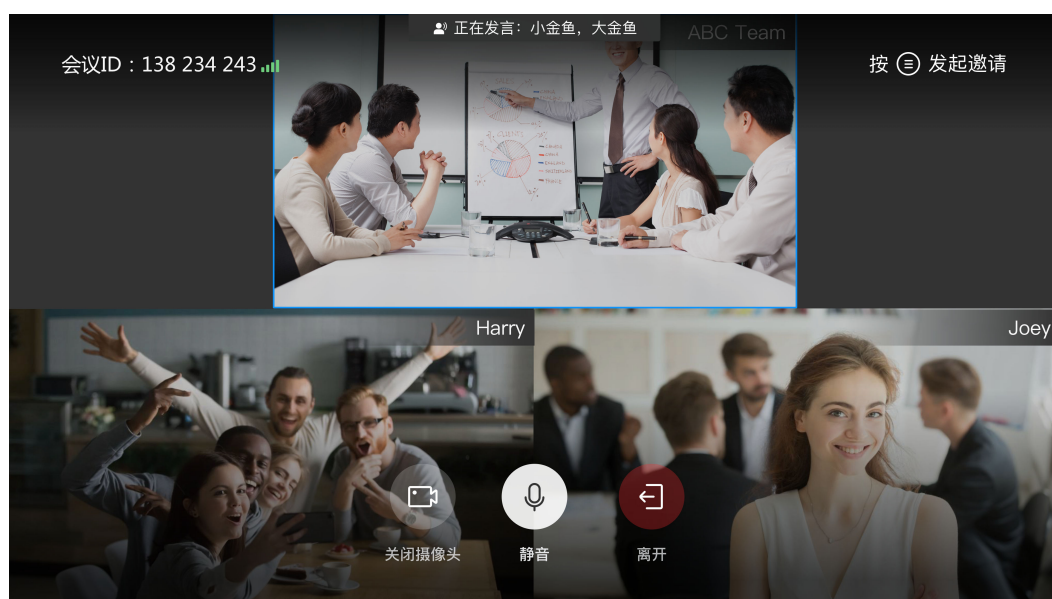 正在发言：小金鱼，大金鱼
ABC Team
会议ID：138 234 243
按 发起邀请
Harry
Joey
关闭摄像头
静音
离开